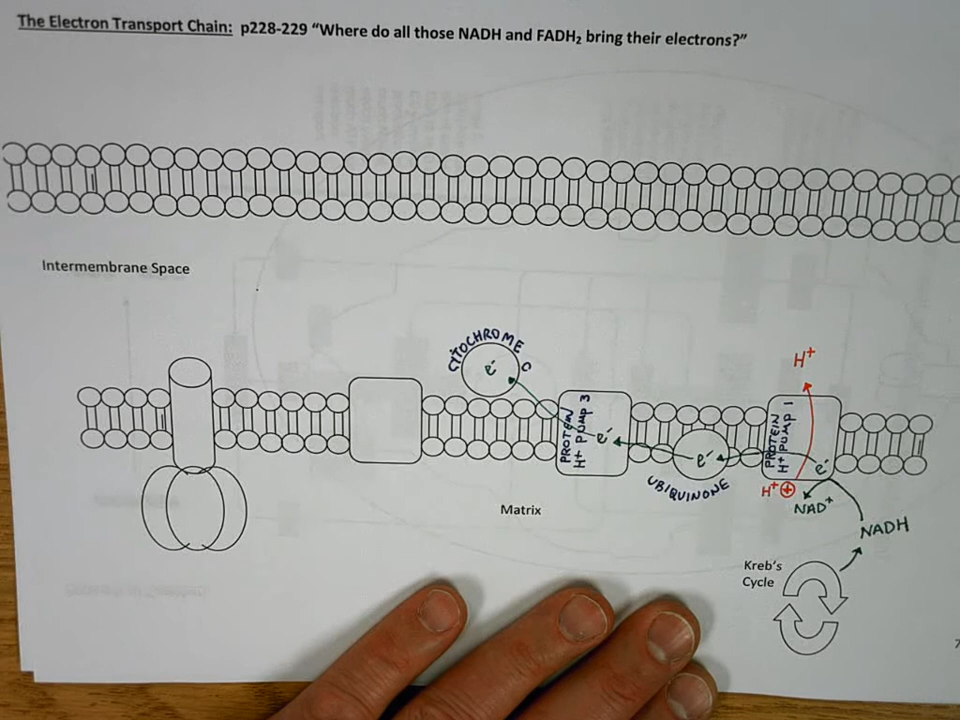 The Electron Transport Chain: p228-229 “Where do all those NADH and FADH₂ bring their electrons?”
Intermembrane Space
CYTOCHROME C
e⁻
H⁺
PROTEIN
H+ PUMP 3
e⁻
UBIQUINONE
e⁻
PROTEIN
H+ PUMP 1
e⁻
H⁺ +
NAD⁺
NADH
Matrix
Kreb’s
Cycle